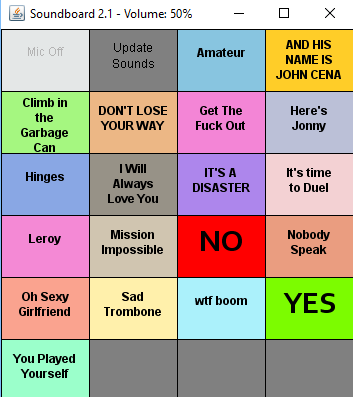 Soundboard 2.1 - Volume: 50%
Mic Off
Update
Sounds
Amateur
AND HIS
NAME IS
JOHN CENA
Climb in
the
Garbage
Can
DON'T LOSE
YOUR WAY
Get The
Fuck Out
Here's
Jonny
Hinges
I Will
Always
Love You
IT'S A
DISASTER
It's time
to Duel
Leroy
Mission
Impossible
NO
Nobody
Speak
Oh Sexy
Girlfriend
Sad
Trombone
wtf boom
YES
You Played
Yourself